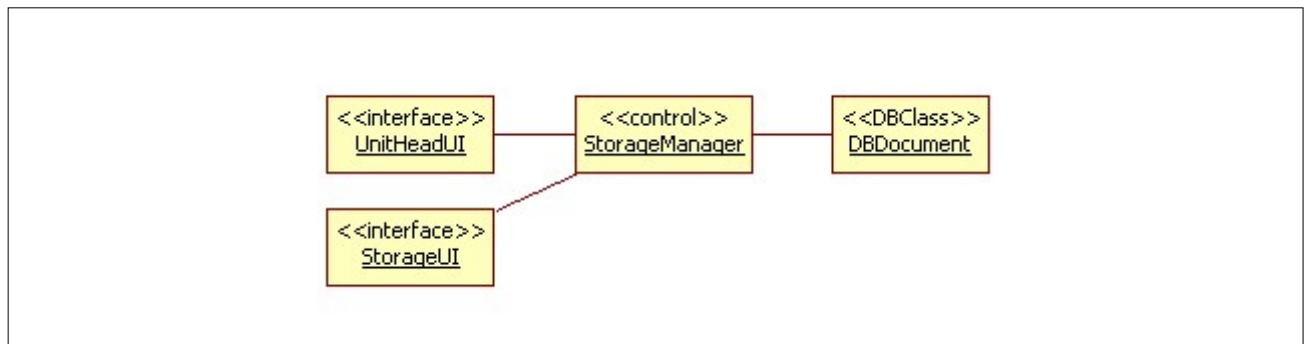 <<interface>>
UnitHeadUI
<<control>>
StorageManager
<<DBClass>>
DBDocument
<<interface>>
StorageUI